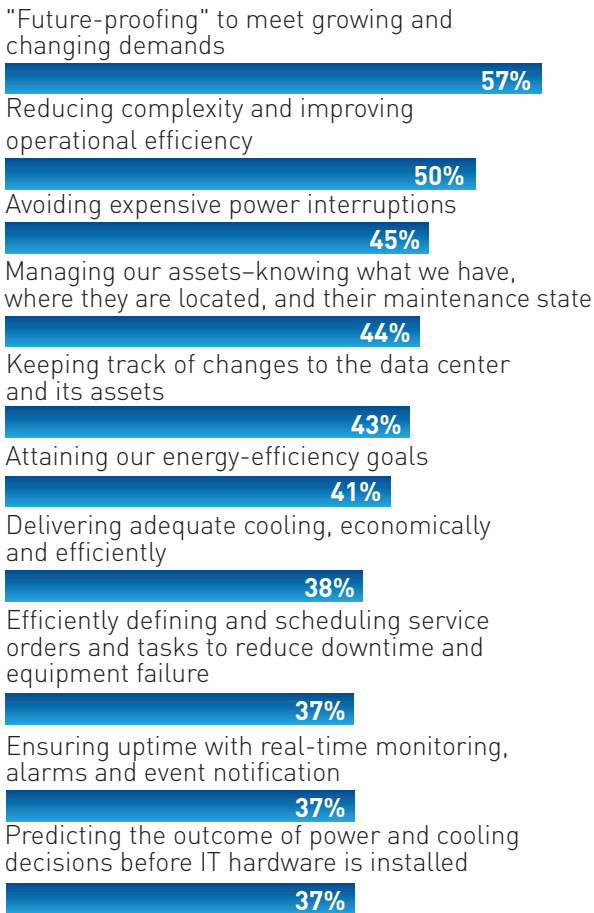 "Future-proofing" to meet growing and
changing demands
57%
Reducing complexity and improving
operational efficiency
50%
Avoiding expensive power interruptions
45%
Managing our assets–knowing what we have,
where they are located, and their maintenance state
44%
Keeping track of changes to the data center
and its assets
43%
Attaining our energy-efficiency goals
41%
Delivering adequate cooling, economically
and efficiently
38%
Efficiently defining and scheduling service
orders and tasks to reduce downtime and
equipment failure
37%
Ensuring uptime with real-time monitoring,
alarms and event notification
37%
Predicting the outcome of power and cooling
decisions before IT hardware is installed
37%